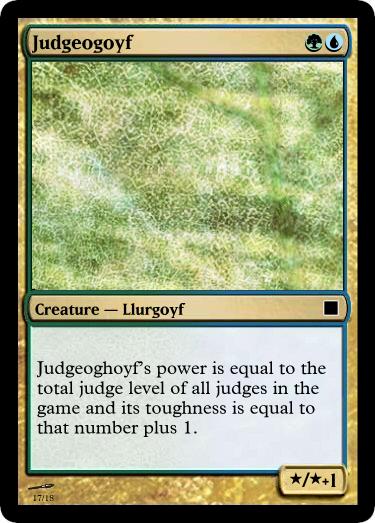 Judgeogoyf
Creature — Llurgoyf
Judgeoghoyf's power is equal to the
total judge level of all judges in the
game and its toughness is equal to
that number plus 1.
★/★+1
17/18